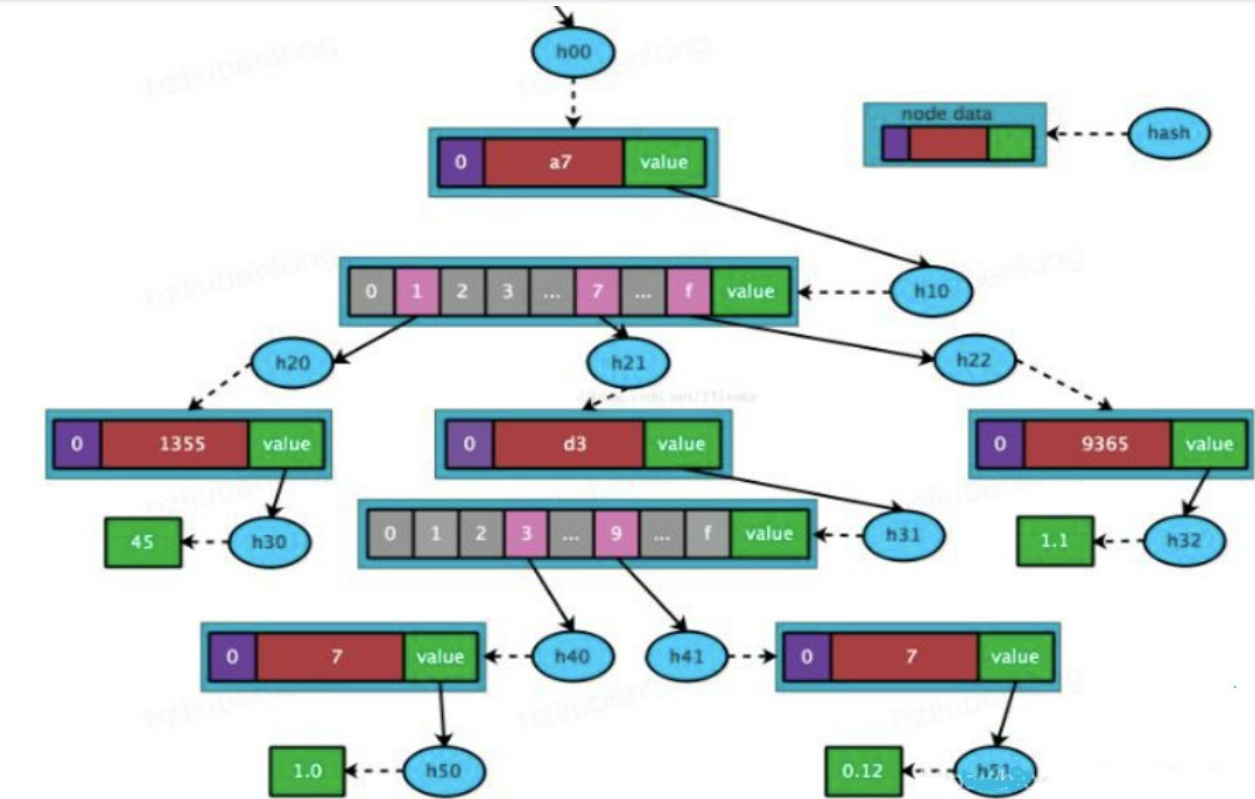 h00
node data
hash
0 a7 value
0 1 2 3 ... 7 ... f value
h10
h20
h21
h22
0 1355 value
0 d3 value
0 9365 value
45
h30
0 1 2 3 ... 9 ... f value
h31
1.1
h32
0 7 value
h40
h41
0 7 value
1.0
h50
0.12
h51
hzliubenlong